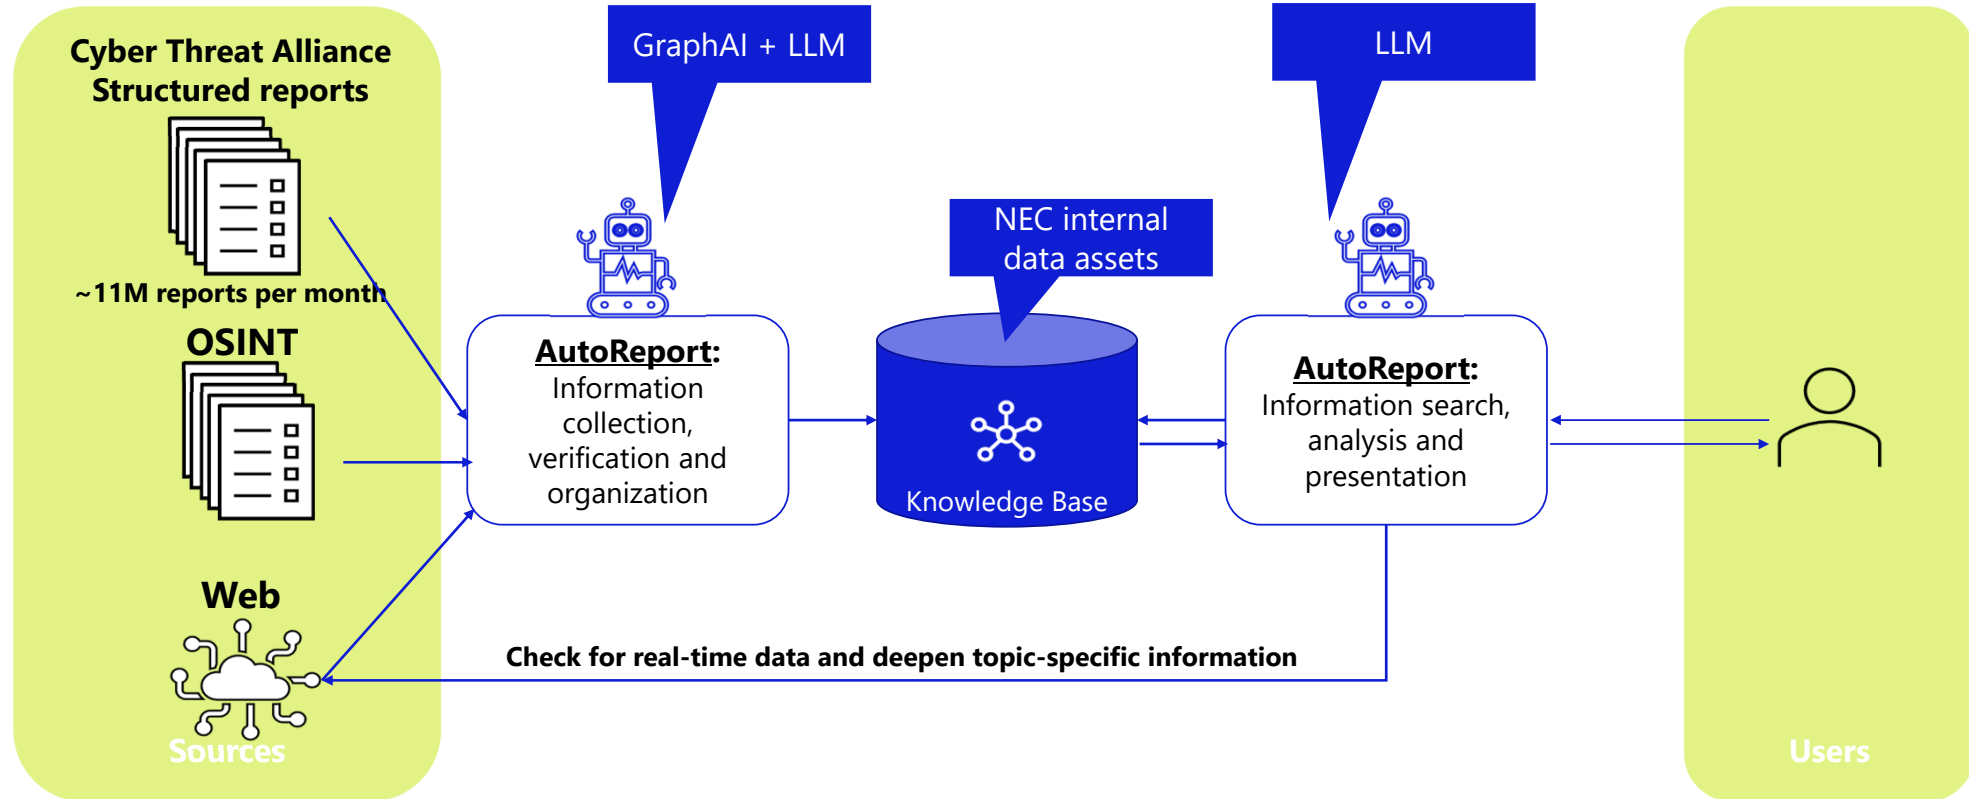 Cyber Threat Alliance
Structured reports
~11M reports per month
OSINT
Web
Sources
GraphAI + LLM
AutoReport:
Information
collection,
verification and
organization
NEC internal
data assets
Knowledge Base
LLM
AutoReport:
Information search,
analysis and
presentation
Check for real-time data and deepen topic-specific information
Users